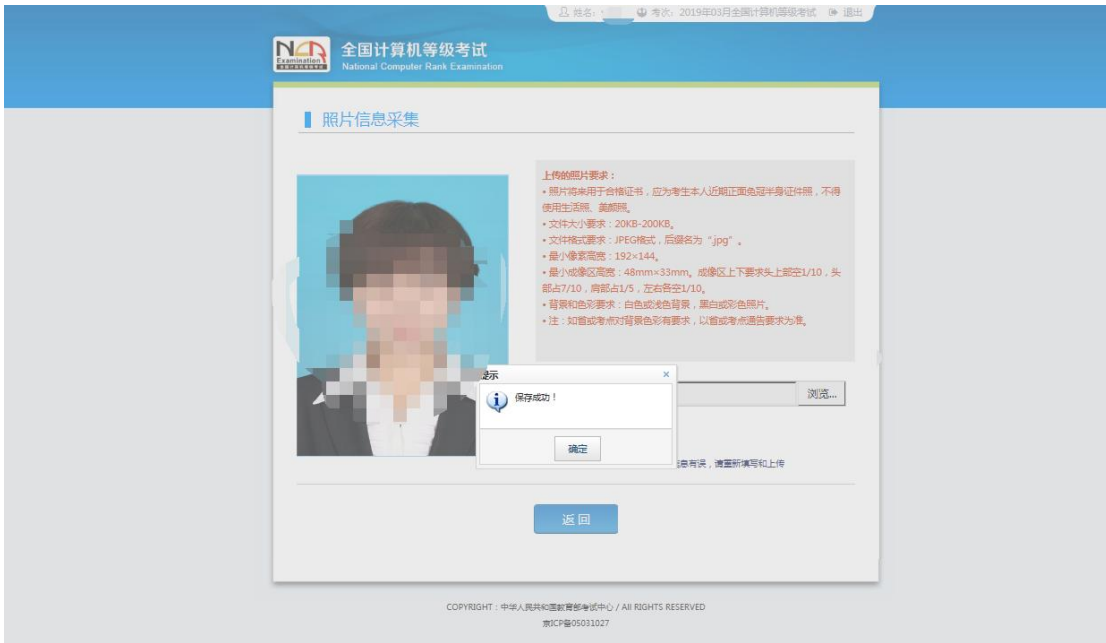 姓名:
考次: 2019年03月全国计算机等级考试
退出
NCR
Examination
全国计算机等级考试
National Computer Rank Examination
照片信息采集
上传的照片要求：
• 照片将来用于合格证书，应为考生本人近期正面免冠半身证件照，不得
使用生活照、美颜照。
• 文件大小要求：20KB-200KB。
• 文件格式要求：JPEG格式，后缀名为“.jpg”。
• 最小像素高宽：192×144。
• 最小成像区高宽：48mm×33mm。成像区上下要求头上部空1/10，头
部占7/10，肩部占1/5，左右各空1/10。
• 背景和色彩要求：白色或浅色背景，黑白或彩色照片。
• 注：如省或考点对背景色彩有要求，以省或考点通告要求为准。
提示
×
保存成功！
浏览...
确定
息有误，请重新填写和上传
返回
COPYRIGHT：中华人民共和国教育部考试中心 / All RIGHTS RESERVED
京ICP备05031027